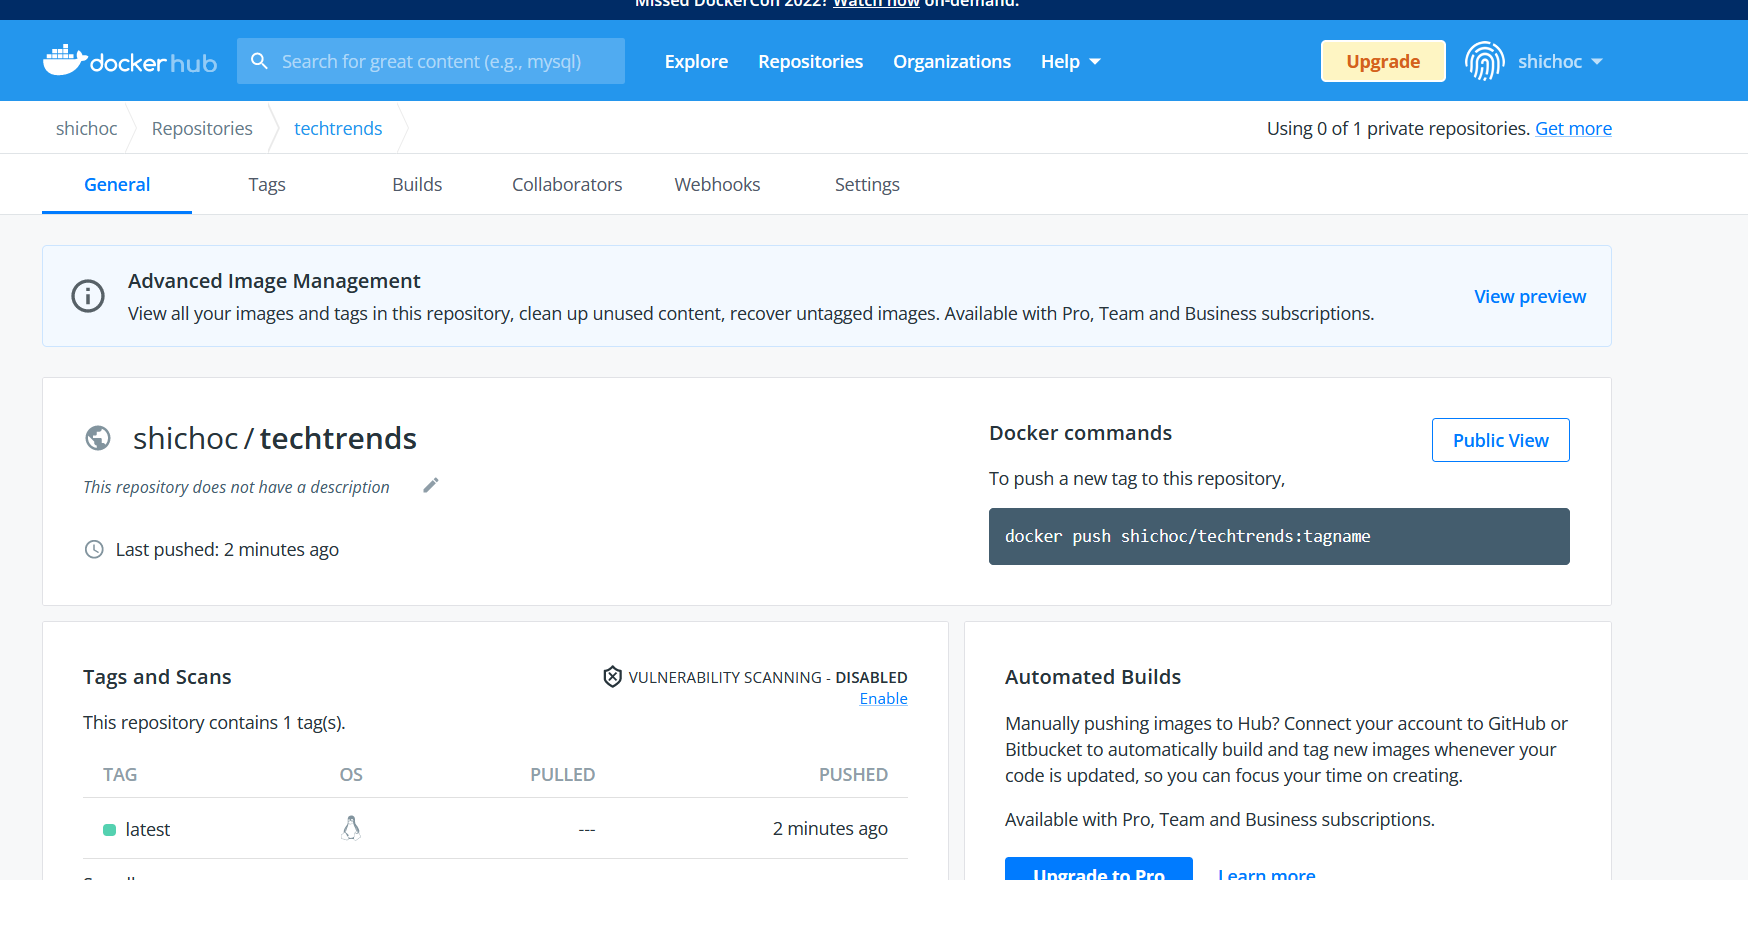 Missed DockerCon 2022? Watch now on-demand.
docker hub Search for great content (e.g., mysql) Explore Repositories Organizations Help Upgrade shichoc
shichoc Repositories techtrends Using 0 of 1 private repositories. Get more
General Tags Builds Collaborators Webhooks Settings
Advanced Image Management
View all your images and tags in this repository, clean up unused content, recover untagged images. Available with Pro, Team and Business subscriptions.
View preview
shichoc / techtrends
This repository does not have a description
Last pushed: 2 minutes ago
Docker commands
Public View
To push a new tag to this repository,
docker push shichoc/techtrends:tagname
Tags and Scans
VULNERABILITY SCANNING - DISABLED
Enable
This repository contains 1 tag(s).
TAG OS PULLED PUSHED
latest --- 2 minutes ago
Automated Builds
Manually pushing images to Hub? Connect your account to GitHub or
Bitbucket to automatically build and tag new images whenever your
code is updated, so you can focus your time on creating.
Available with Pro, Team and Business subscriptions.
Upgrade to Pro Learn more